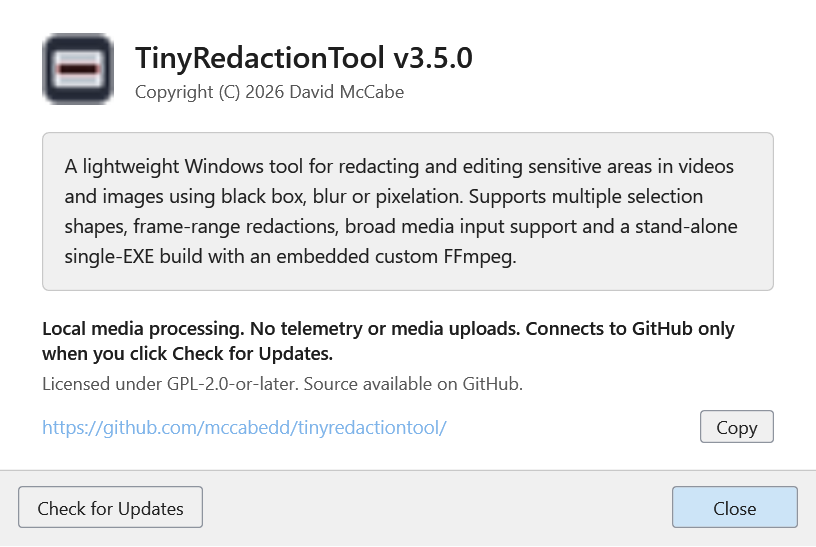 TinyRedactionTool v3.5.0
Copyright (C) 2026 David McCabe
A lightweight Windows tool for redacting and editing sensitive areas in videos
and images using black box, blur or pixelation. Supports multiple selection
shapes, frame-range redactions, broad media input support and a stand-alone
single-EXE build with an embedded custom FFmpeg.
Local media processing. No telemetry or media uploads. Connects to GitHub only
when you click Check for Updates.
Licensed under GPL-2.0-or-later. Source available on GitHub.
https://github.com/mccabedd/tinyredactiontool/
Copy
Check for Updates
Close